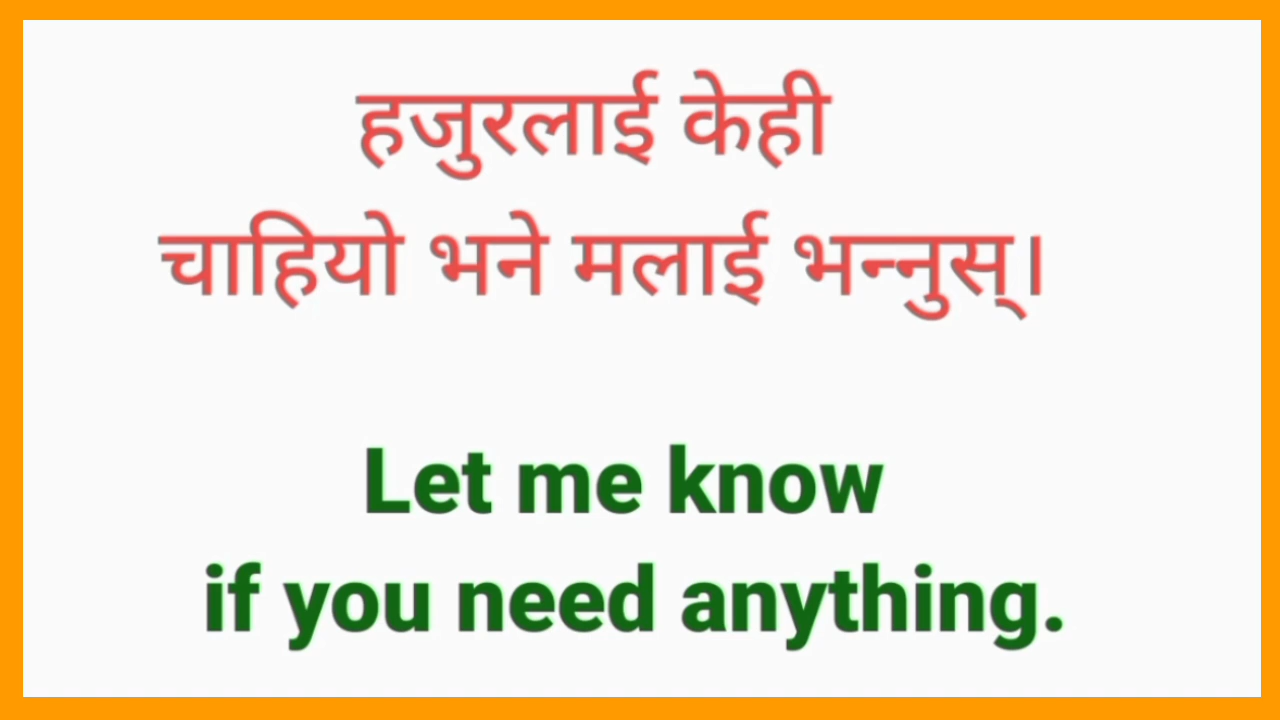 हजुरलाई केही
चाहियो भने मलाई भन्नुस्।
Let me know
if you need anything.